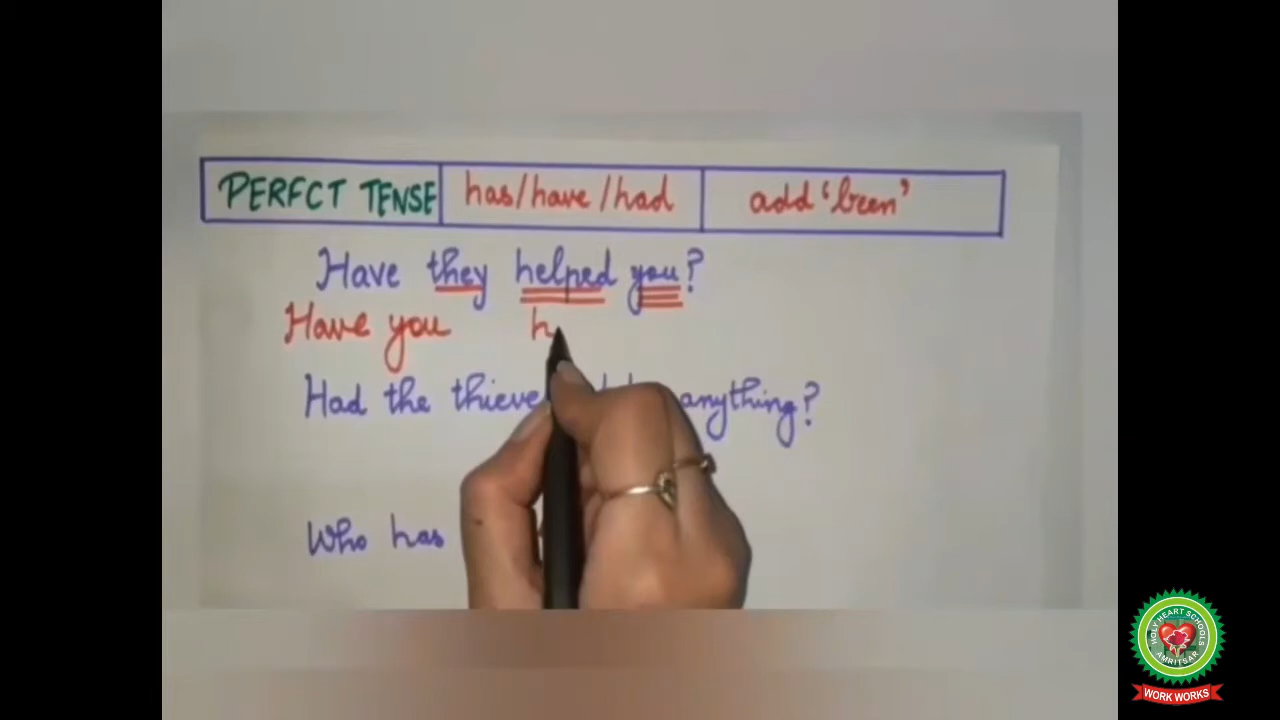 PERFCT TENSE has/have/had add 'been'
Have they helped you?
Have you h
Had the thieve anything?
Who has
HOLY HEART SCHOOLS
AMRITSAR
WORK WORKS